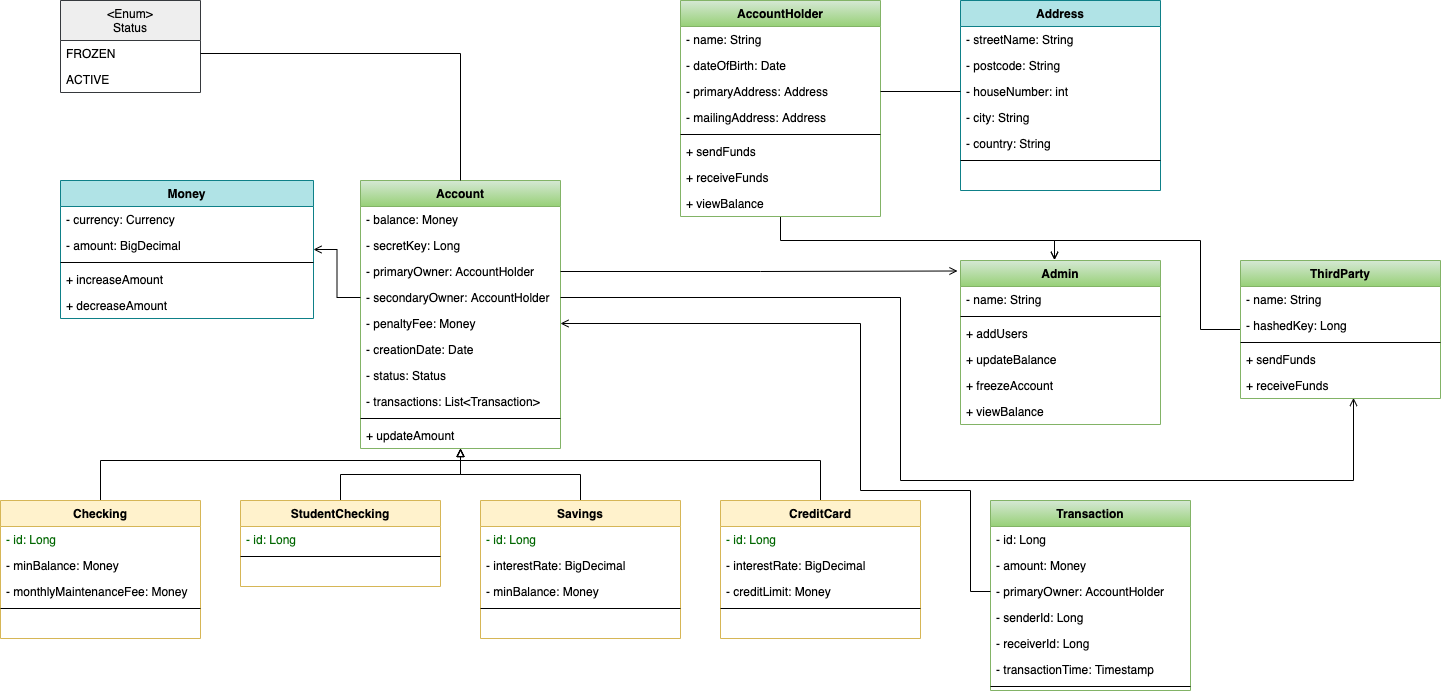 <Enum>
Status
FROZEN
ACTIVE
AccountHolder
- name: String
- dateOfBirth: Date
- primaryAddress: Address
- mailingAddress: Address
+ sendFunds
+ receiveFunds
+ viewBalance
Address
- streetName: String
- postcode: String
- houseNumber: int
- city: String
- country: String
Money
- currency: Currency
- amount: BigDecimal
+ increaseAmount
+ decreaseAmount
Account
- balance: Money
- secretKey: Long
- primaryOwner: AccountHolder
- secondaryOwner: AccountHolder
- penaltyFee: Money
- creationDate: Date
- status: Status
- transactions: List<Transaction>
+ updateAmount
Admin
- name: String
+ addUsers
+ updateBalance
+ freezeAccount
+ viewBalance
ThirdParty
- name: String
- hashedKey: Long
+ sendFunds
+ receiveFunds
Checking
- id: Long
- minBalance: Money
- monthlyMaintenanceFee: Money
StudentChecking
- id: Long
Savings
- id: Long
- interestRate: BigDecimal
- minBalance: Money
CreditCard
- id: Long
- interestRate: BigDecimal
- creditLimit: Money
Transaction
- id: Long
- amount: Money
- primaryOwner: AccountHolder
- senderId: Long
- receiverId: Long
- transactionTime: Timestamp